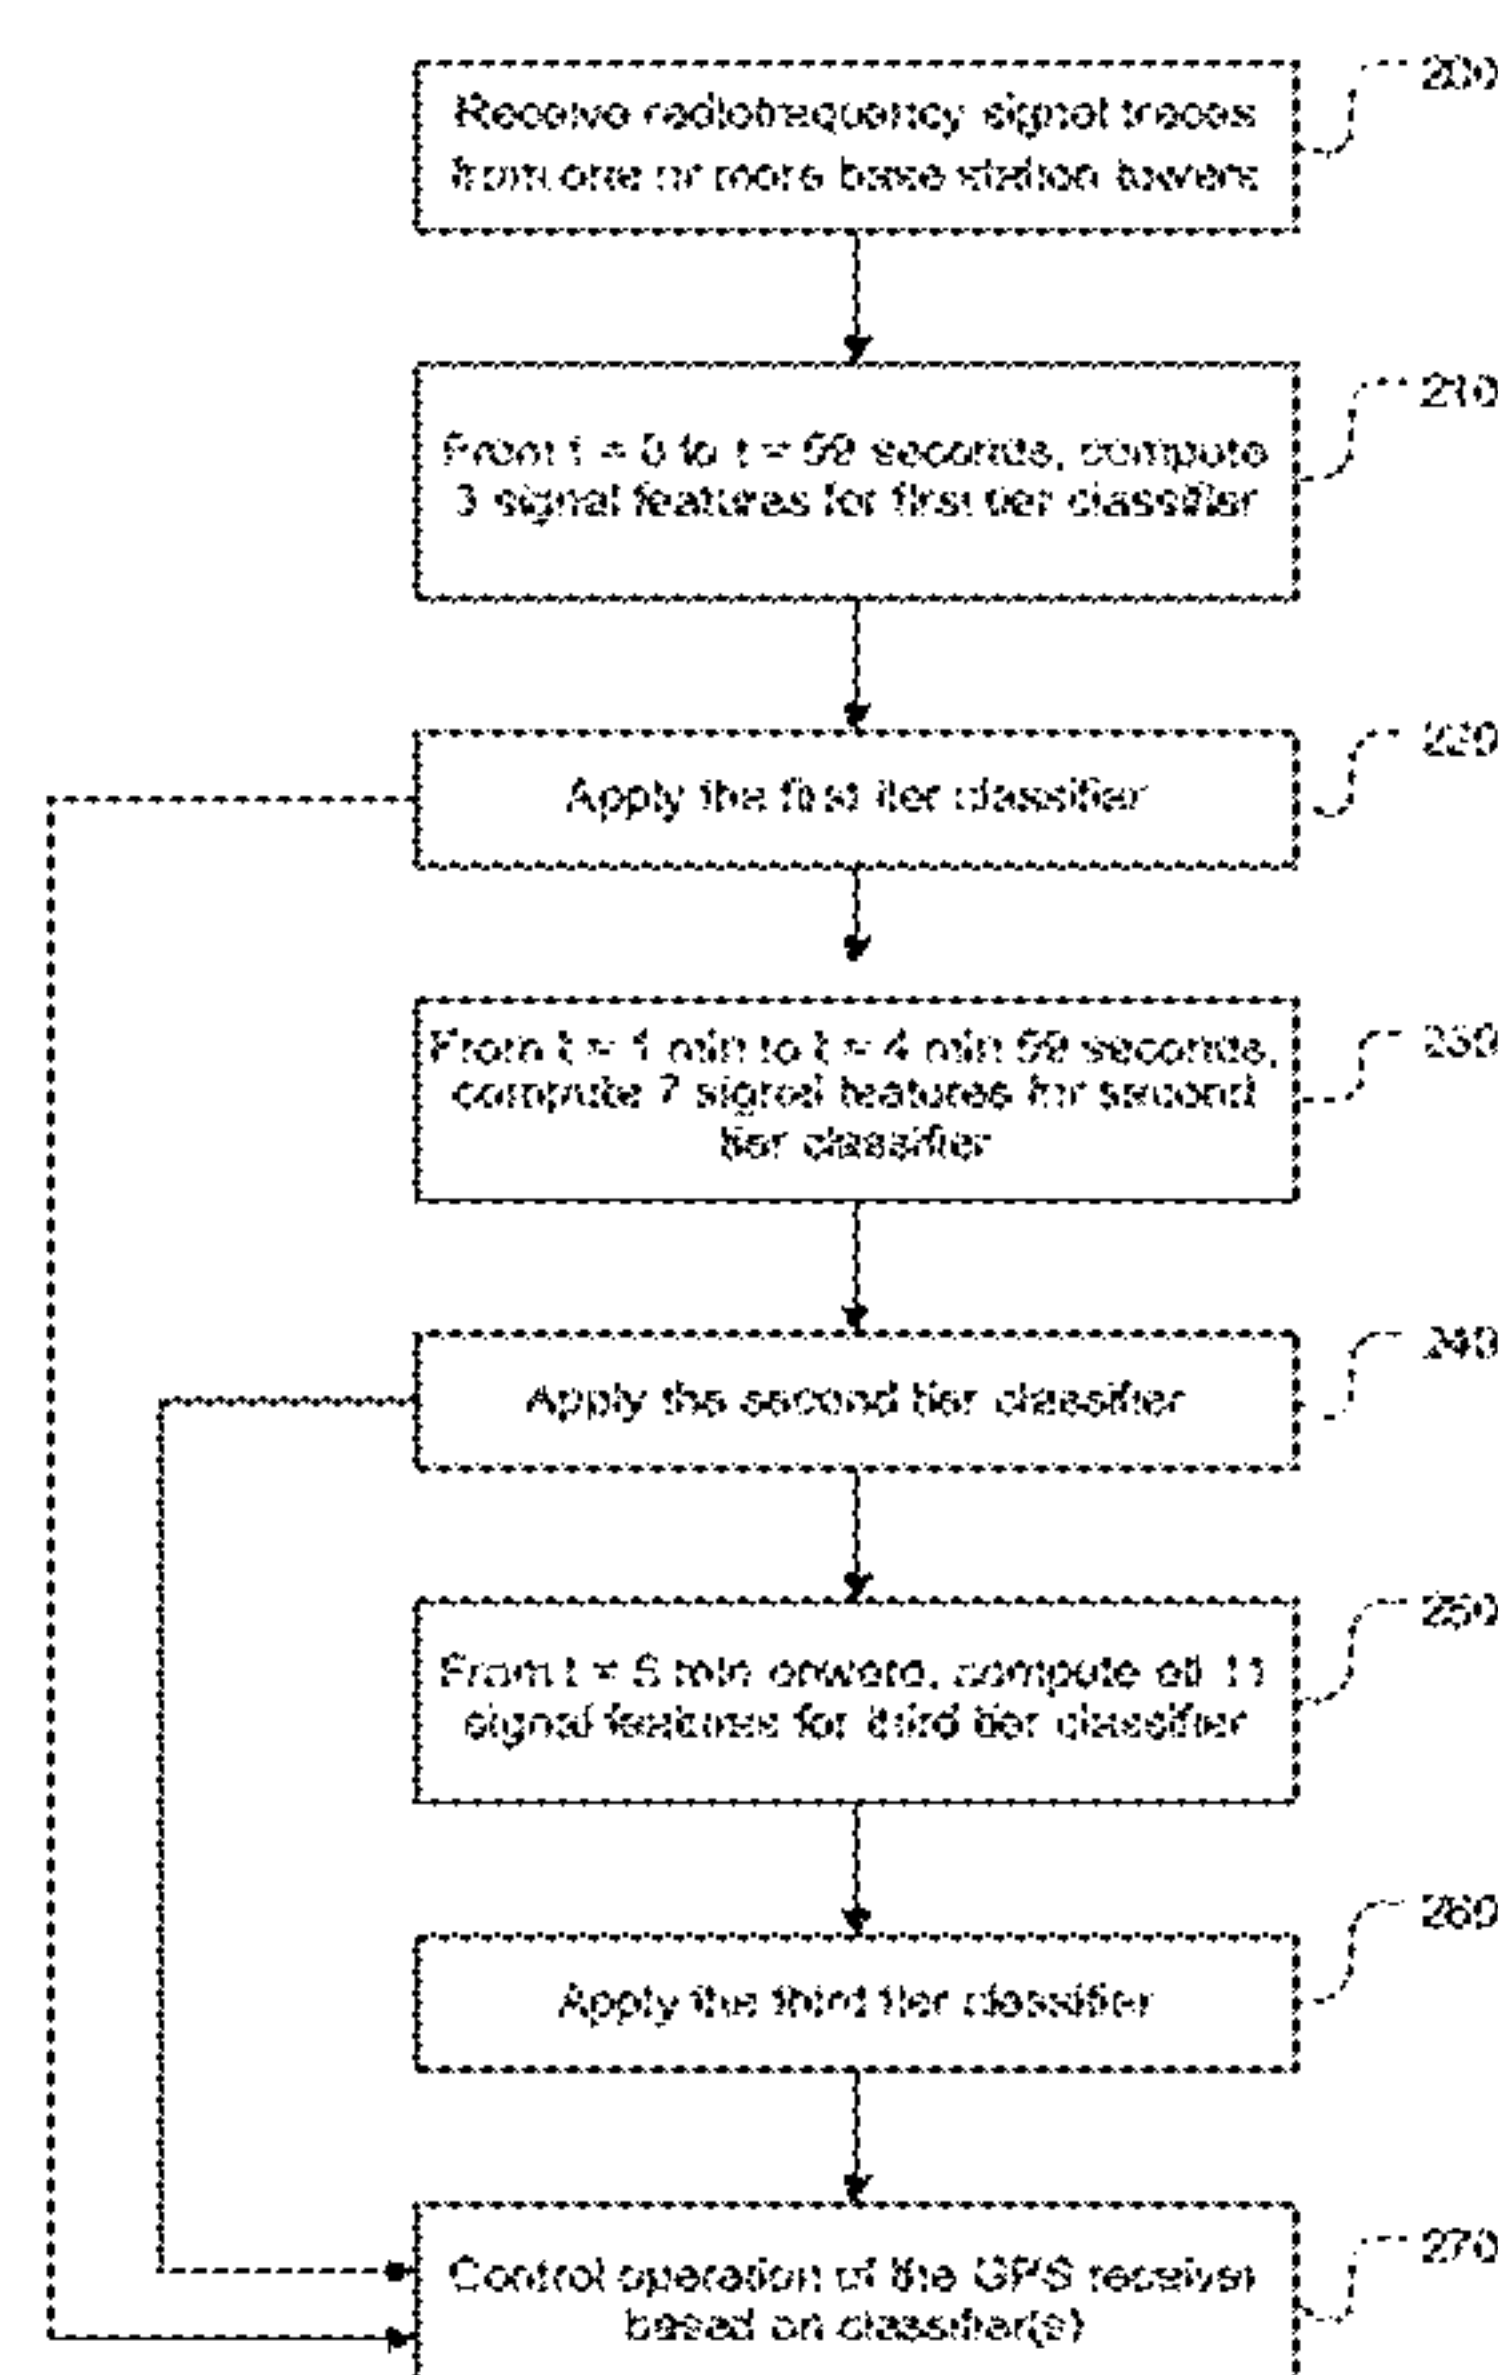 Receive radiofrequency signal traces
from one or more base station towers
200
From t = 0 to t = 59 seconds, compute
3 signal features for first tier classifier
210
Apply the first tier classifier
220
From t = 1 min to t = 4 min 59 seconds,
compute 7 signal features for second
tier classifier
230
Apply the second tier classifier
240
From t = 5 min onward, compute all 11
signal features for third tier classifier
250
Apply the third tier classifier
260
Control operation of the GPS receiver
based on classifier(s)
270